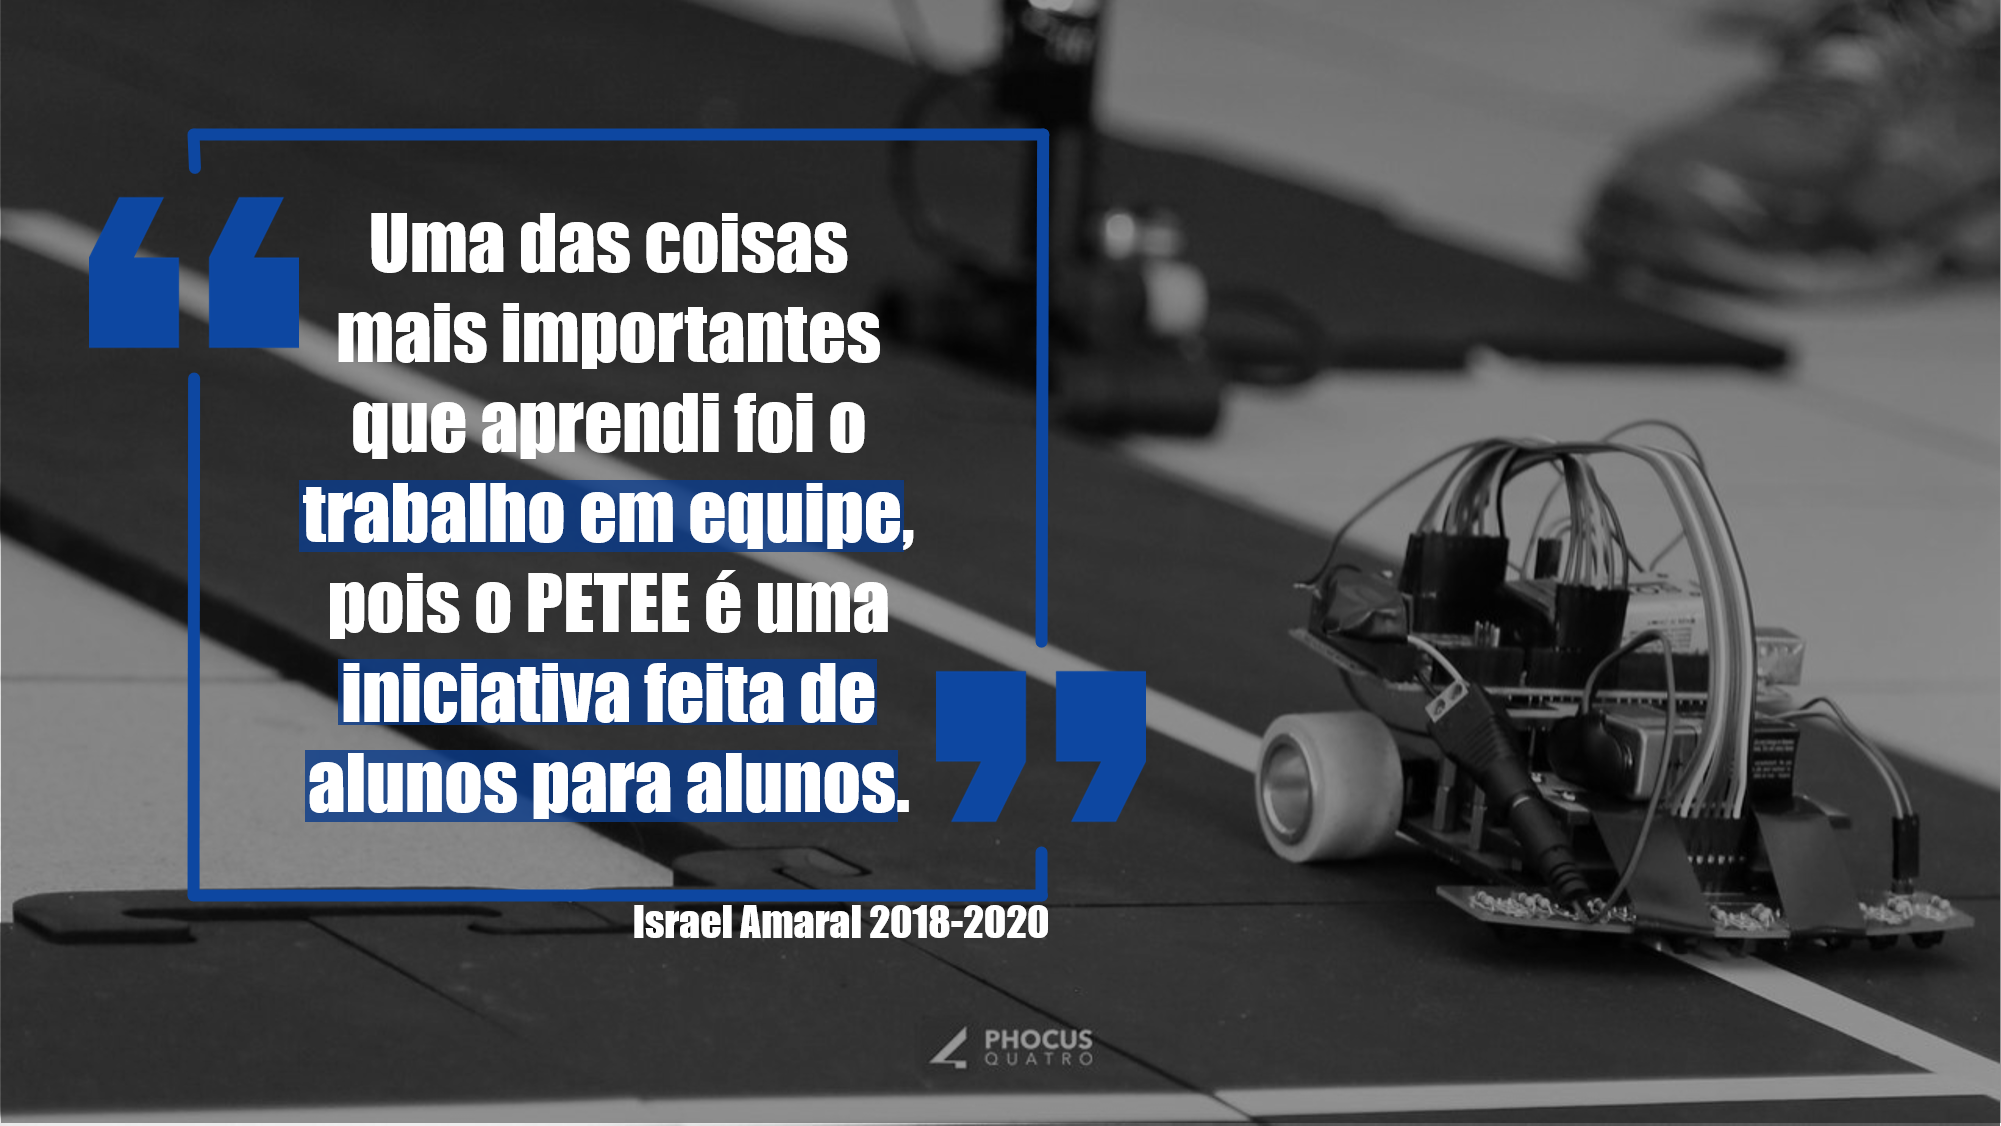 Uma das coisas
mais importantes
que aprendi foi o
trabalho em equipe,
pois o PETEE é uma
iniciativa feita de
alunos para alunos.
Israel Amaral 2018-2020
PHOCUS
QUATRO